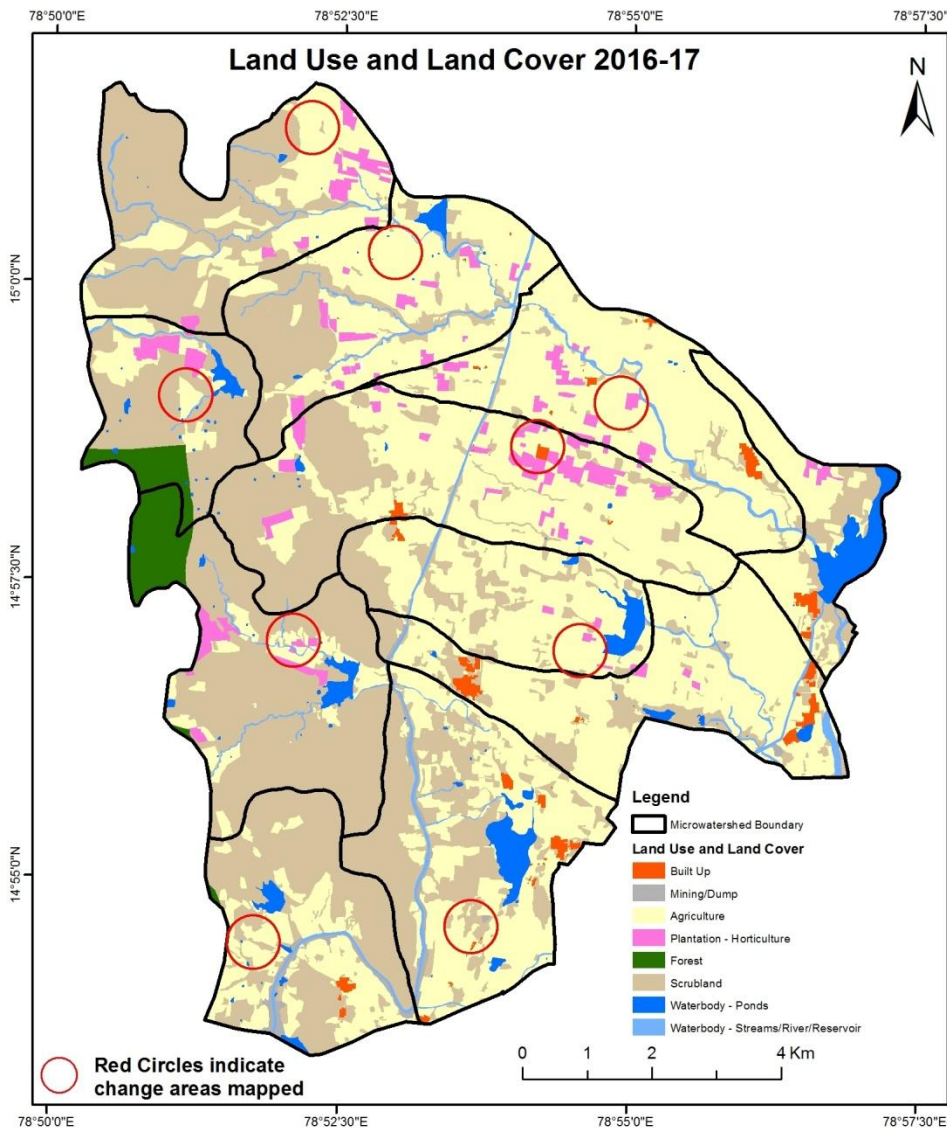 78°50'0"E 78°52'30"E 78°55'0"E 78°57'30"E
Land Use and Land Cover 2016-17
N
15°0'0"N
14°57'30"N
14°55'0"N
Legend
Microwatershed Boundary
Land Use and Land Cover
Built Up
Mining/Dump
Agriculture
Plantation - Horticulture
Forest
Scrubland
Waterbody - Ponds
Waterbody - Streams/River/Reservoir
Red Circles indicate
change areas mapped
0 1 2 4 Km
78°50'0"E 78°52'30"E 78°55'0"E 78°57'30"E